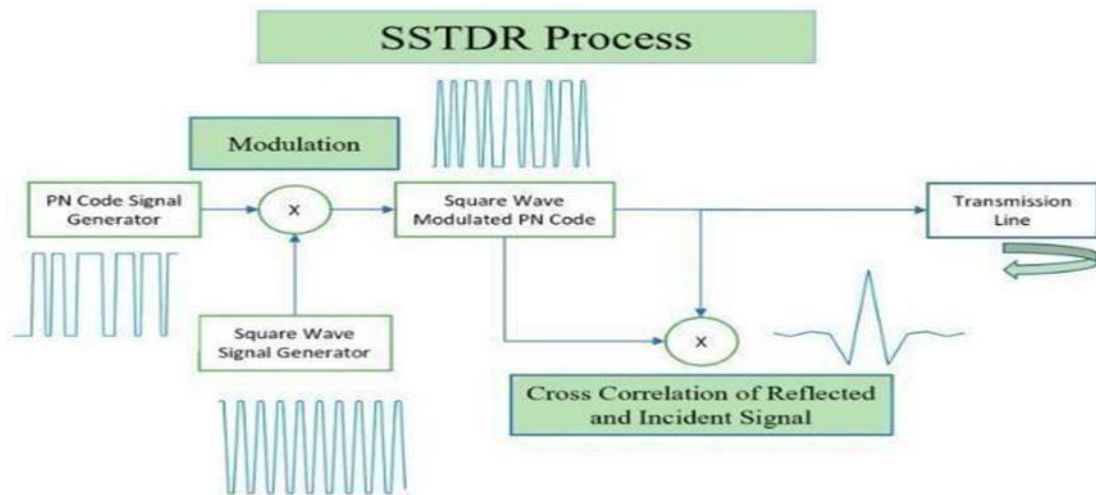 SSTDR Process
Modulation
PN Code Signal
Generator
X
Square Wave
Modulated PN Code
Transmission
Line
Square Wave
Signal Generator
X
Cross Correlation of Reflected
and Incident Signal